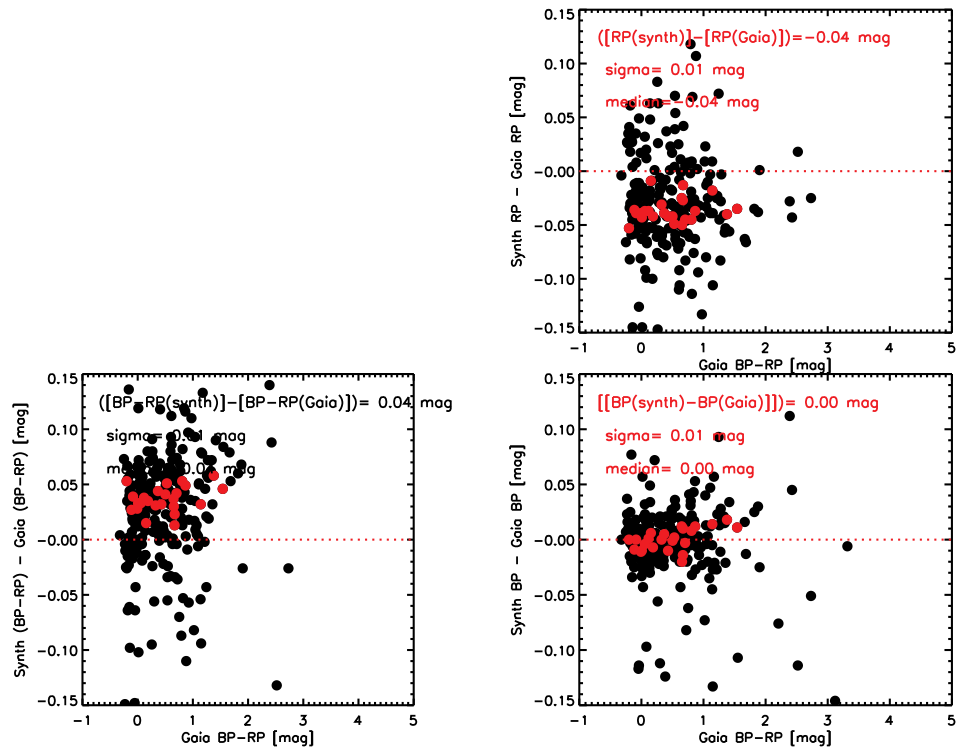 ([RP(synth)]-[RP(Gaia)])=-0.04 mag
sigma= 0.01 mag
median=-0.04 mag
0.15
0.10
0.05
-0.00
-0.05
-0.10
-0.15
Synth RP - Gaia RP [mag]
-1 0 1 2 3 4 5
Gaia BP-RP [mag]
([BP-RP(synth)]-[BP-RP(Gaia)])= 0.04 mag
sigma= 0.01 mag
median= 0.04 mag
0.15
0.10
0.05
-0.00
-0.05
-0.10
-0.15
Synth (BP-RP) - Gaia (BP-RP) [mag]
-1 0 1 2 3 4 5
Gaia BP-RP [mag]
[[BP(synth)-BP(Gaia)]])= 0.00 mag
sigma= 0.01 mag
median= 0.00 mag
0.15
0.10
0.05
-0.00
-0.05
-0.10
-0.15
Synth BP - Gaia BP [mag]
-1 0 1 2 3 4 5
Gaia BP-RP [mag]